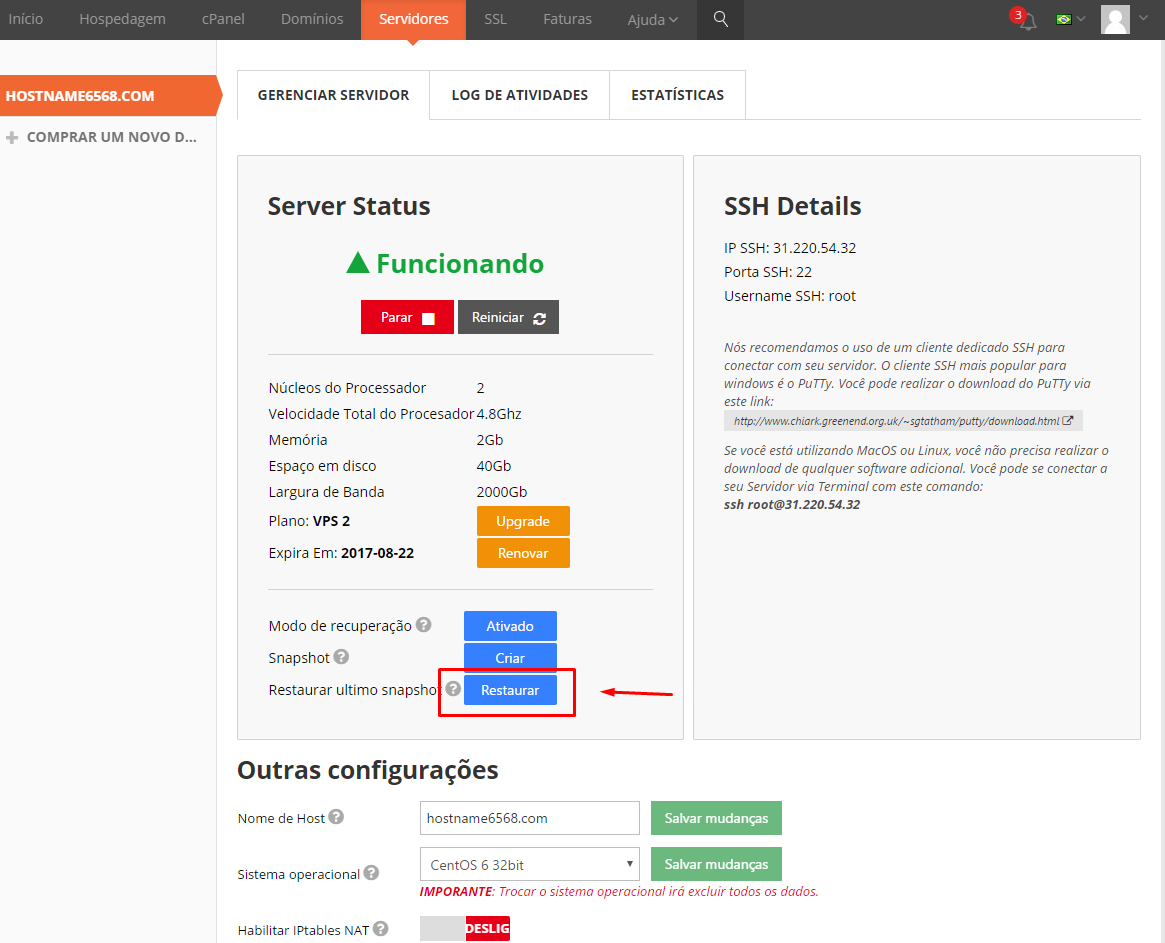 Início Hospedagem cPanel Domínios Servidores SSL Faturas Ajuda 3
HOSTNAME6568.COM
COMPRAR UM NOVO D...
GERENCIAR SERVIDOR LOG DE ATIVIDADES ESTATÍSTICAS
Server Status
Funcionando
Parar Reiniciar
Núcleos do Processador 2
Velocidade Total do Procesador 4.8Ghz
Memória 2Gb
Espaço em disco 40Gb
Largura de Banda 2000Gb
Plano: VPS 2 Upgrade
Expira Em: 2017-08-22 Renovar
Modo de recuperação ? Ativado
Snapshot ? Criar
Restaurar ultimo snapshot ? Restaurar
SSH Details
IP SSH: 31.220.54.32
Porta SSH: 22
Username SSH: root
Nós recomendamos o uso de um cliente dedicado SSH para
conectar com seu servidor. O cliente SSH mais popular para
windows é o PuTTy. Você pode realizar o download do PuTTy via
este link:
http://www.chiark.greenend.org.uk/~sgtatham/putty/download.html
Se você está utilizando MacOS ou Linux, você não precisa realizar o
download de qualquer software adicional. Você pode se conectar a
seu Servidor via Terminal com este comando:
ssh root@31.220.54.32
Outras configurações
Nome de Host ? hostname6568.com Salvar mudanças
Sistema operacional ? CentOS 6 32bit Salvar mudanças
IMPORANTE: Trocar o sistema operacional irá excluir todos os dados.
Habilitar IPtables NAT ? DESLIG